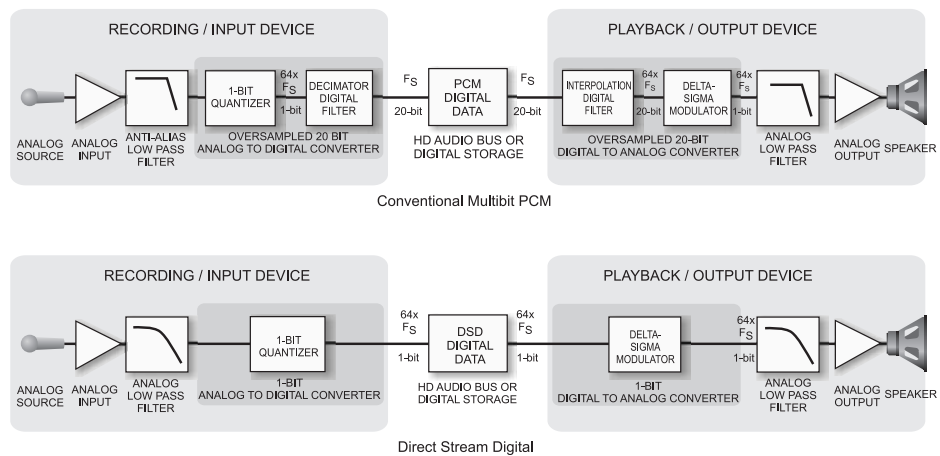 RECORDING / INPUT DEVICE
PLAYBACK / OUTPUT DEVICE
1-BIT
QUANTIZER
64x
FS
1-bit
DECIMATOR
DIGITAL
FILTER
FS
20-bit
PCM
DIGITAL
DATA
FS
20-bit
INTERPOLATION
DIGITAL
FILTER
64x
FS
20-bit
DELTA-
SIGMA
MODULATOR
64x
FS
1-bit
ANALOG
SOURCE
ANALOG
INPUT
ANTI-ALIAS
LOW PASS
FILTER
OVERSAMPLED 20 BIT
ANALOG TO DIGITAL CONVERTER
HD AUDIO BUS OR
DIGITAL STORAGE
OVERSAMPLED 20-BIT
DIGITAL TO ANALOG CONVERTER
ANALOG
LOW PASS
FILTER
ANALOG
OUTPUT
SPEAKER
Conventional Multibit PCM
RECORDING / INPUT DEVICE
PLAYBACK / OUTPUT DEVICE
1-BIT
QUANTIZER
64x
FS
1-bit
DSD
DIGITAL
DATA
64x
FS
1-bit
DELTA-
SIGMA
MODULATOR
64x
FS
1-bit
ANALOG
SOURCE
ANALOG
INPUT
ANALOG
LOW PASS
FILTER
1-BIT
ANALOG TO DIGITAL CONVERTER
HD AUDIO BUS OR
DIGITAL STORAGE
1-BIT
DIGITAL TO ANALOG CONVERTER
ANALOG
LOW PASS
FILTER
ANALOG
OUTPUT
SPEAKER
Direct Stream Digital